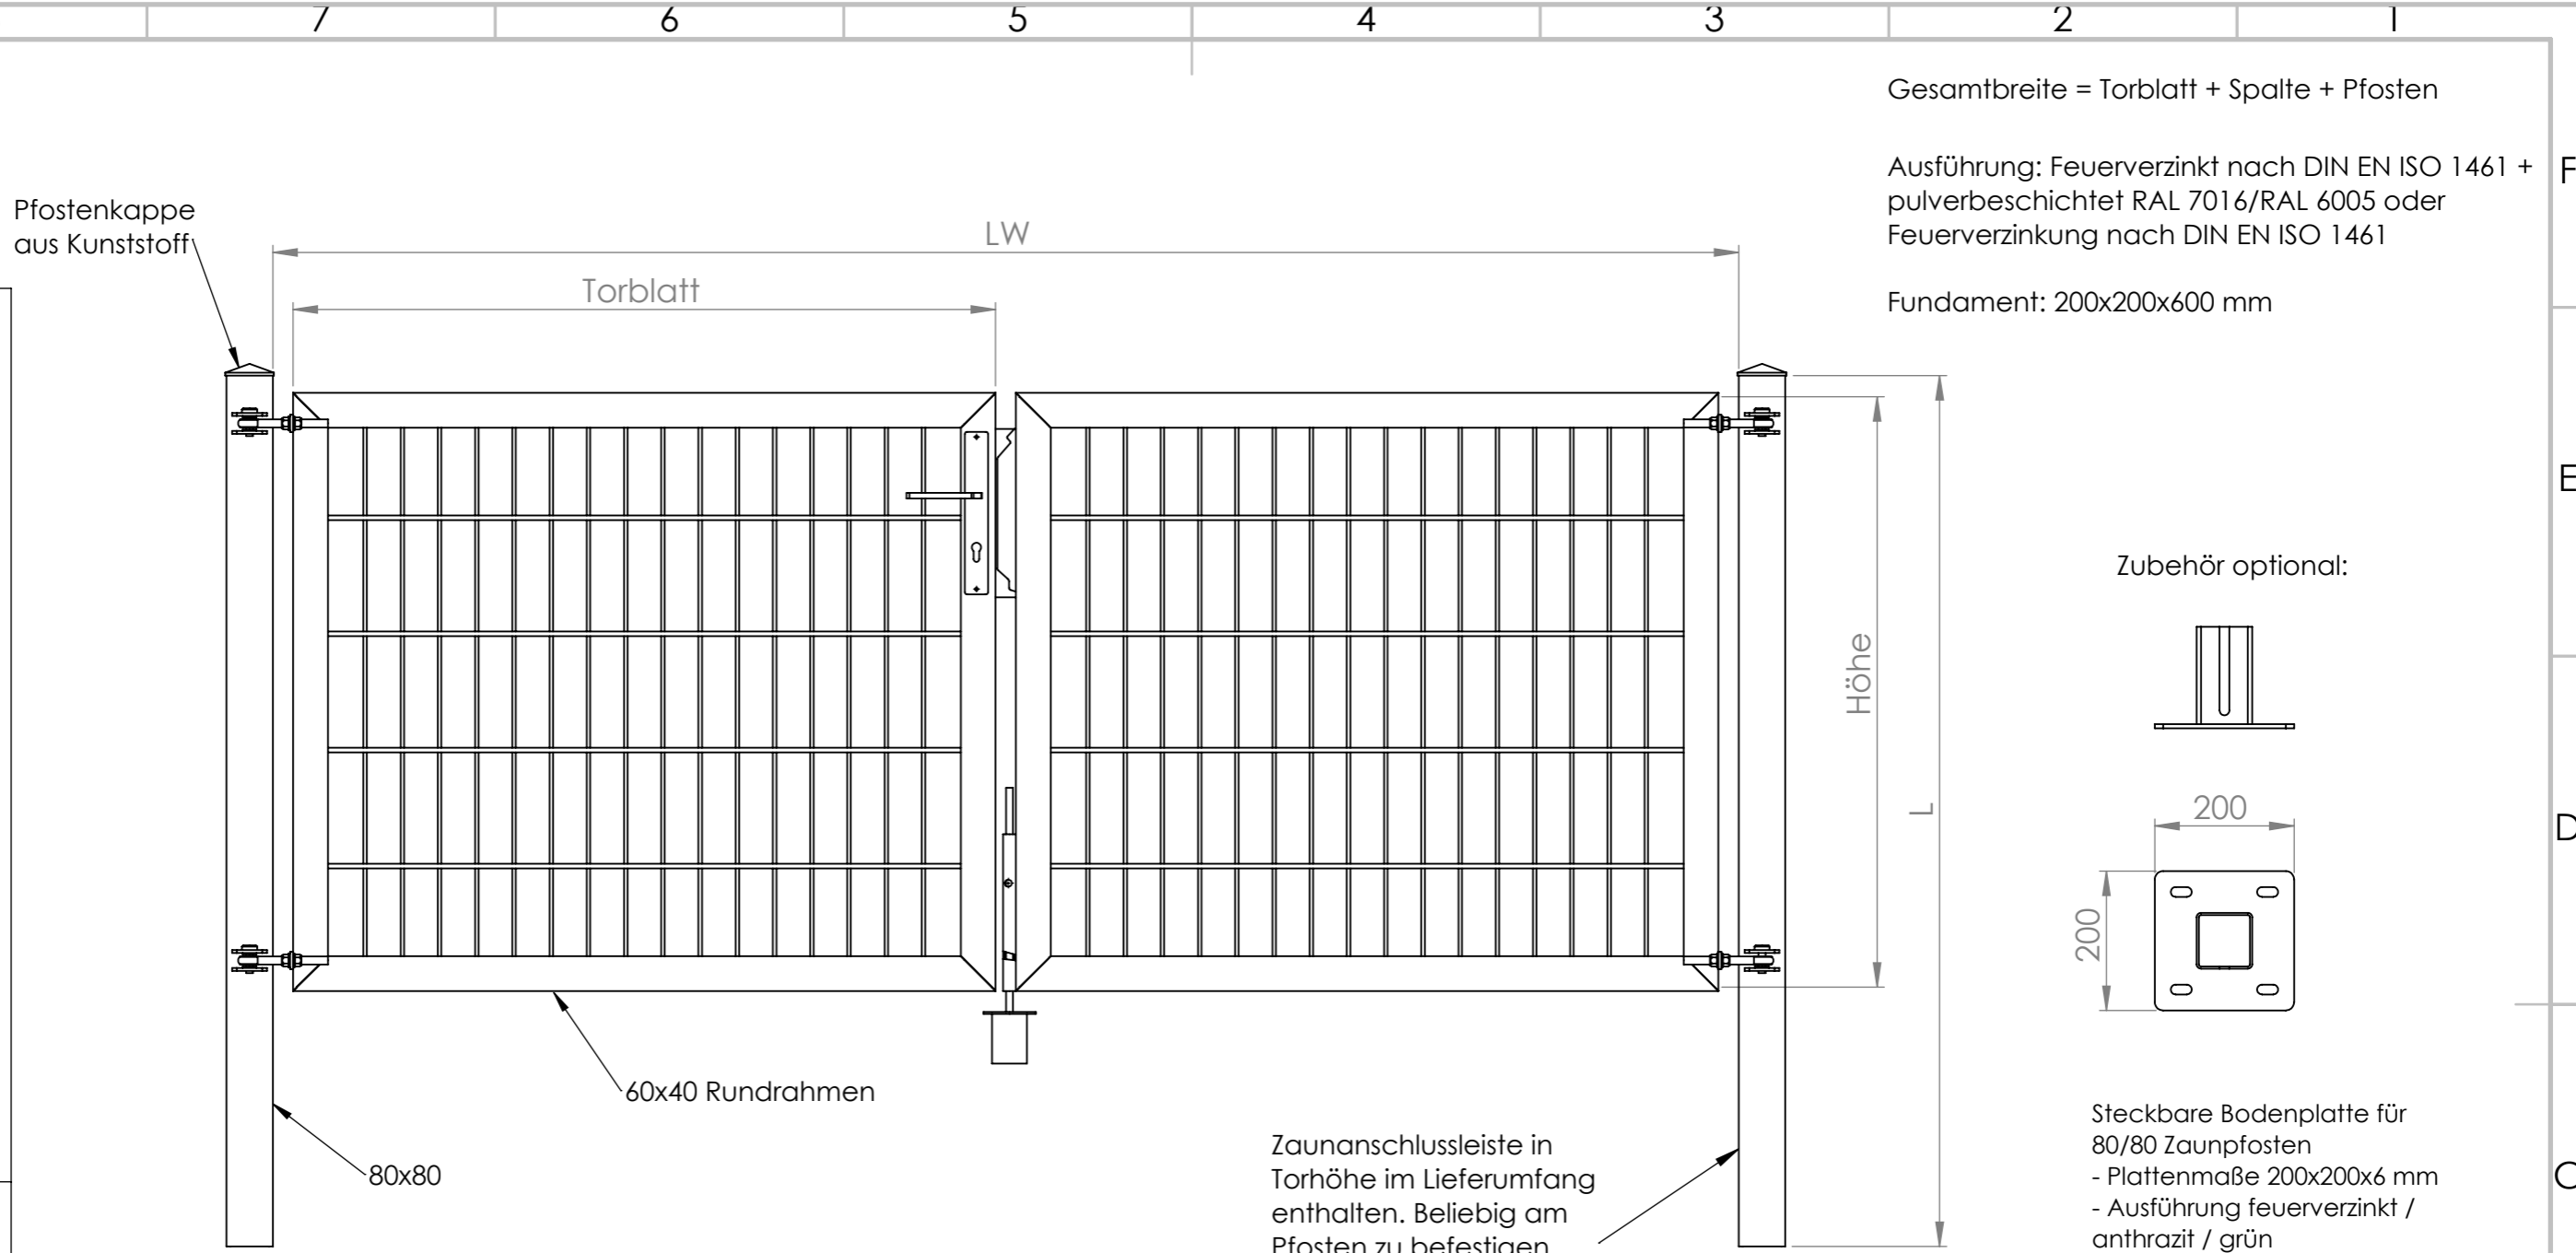 7 6 5 4 3 2 1
Gesamtbreite = Torblatt + Spalte + Pfosten
Ausführung: Feuerverzinkt nach DIN EN ISO 1461 +
pulverbeschichtet RAL 7016/RAL 6005 oder
Feuerverzinkung nach DIN EN ISO 1461
Fundament: 200x200x600 mm
F
Pfostenkappe
aus Kunststoff
LW
Torblatt
E
Zubehör optional:
Höhe
L
200
D
200
60x40 Rundrahmen
80x80
Zaunanschlussleiste in
Torhöhe im Lieferumfang
enthalten. Beliebig am
Pfosten zu befestigen
Steckbare Bodenplatte für
80/80 Zaunpfosten
- Plattenmaße 200x200x6 mm
- Ausführung feuerverzinkt /
anthrazit / grün
C